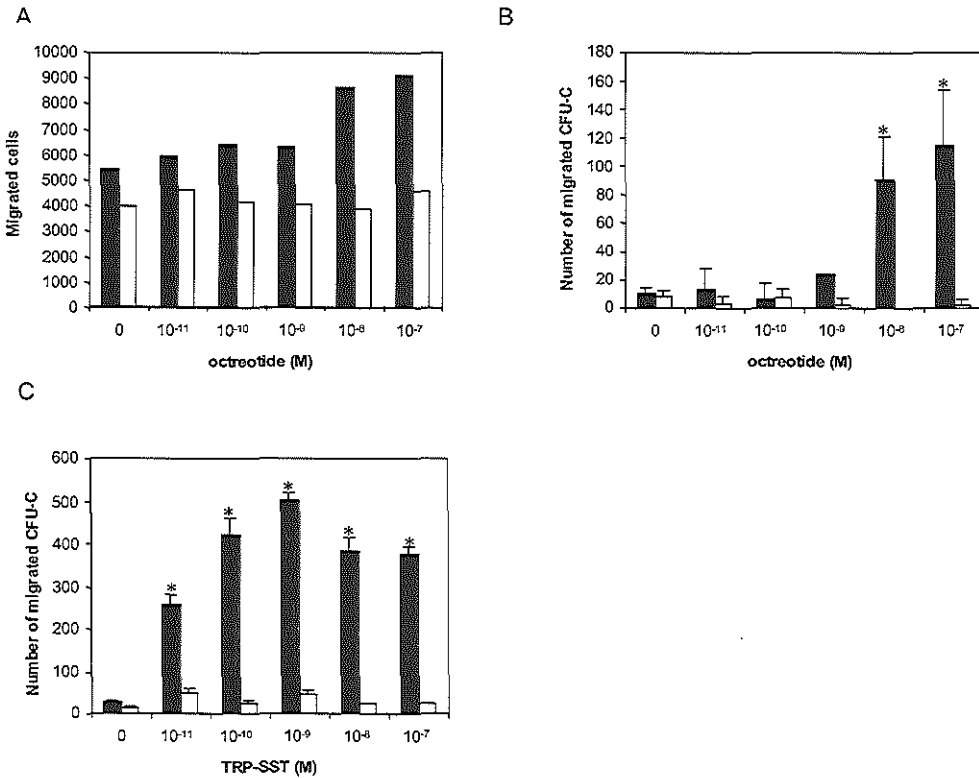 A
10000
9000
8000
7000
6000
5000
4000
3000
2000
1000
0
Migrated cells
0 10⁻¹¹ 10⁻¹⁰ 10⁻⁹ 10⁻⁸ 10⁻⁷
octreotide (M)
B
180
160
140
120
100
80
60
40
20
0
Number of migrated CFU-C
* *
0 10⁻¹¹ 10⁻¹⁰ 10⁻⁹ 10⁻⁸ 10⁻⁷
octreotide (M)
C
600
500
400
300
200
100
0
Number of migrated CFU-C
* * * * *
0 10⁻¹¹ 10⁻¹⁰ 10⁻⁹ 10⁻⁸ 10⁻⁷
TRP-SST (M)